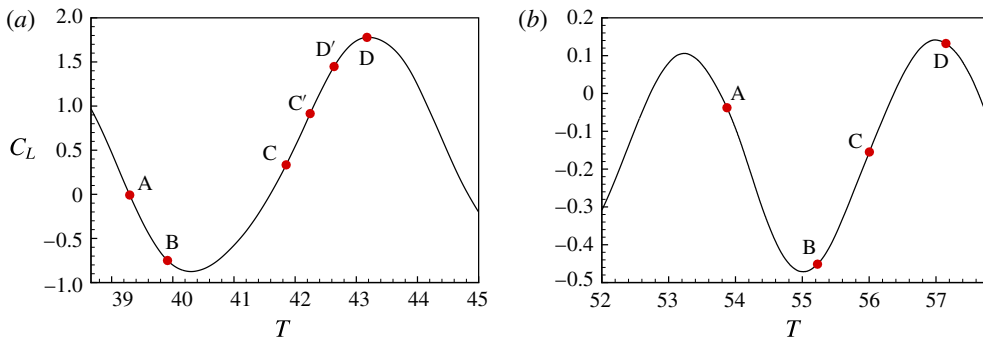 (a)
2.0
1.5
1.0
0.5
0
−0.5
−1.0
C_L
A
B
C
C′
D′
D
39 40 41 42 43 44 45
T
(b)
0.2
0.1
0
−0.1
−0.2
−0.3
−0.4
−0.5
A
B
C
D
52 53 54 55 56 57
T